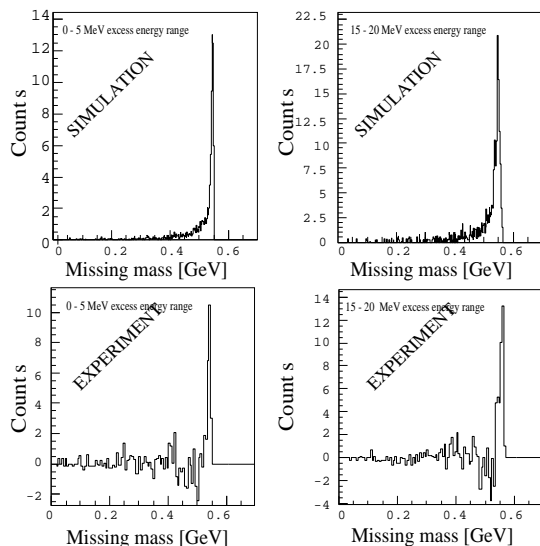 14
12
10
8
6
4
2
0
0 - 5 MeV excess energy range
SIMULATION
Count s
0 0.2 0.4 0.6
Missing mass [GeV]
22.5
20
17.5
15
12.5
10
7.5
5
2.5
0
15 - 20 MeV excess energy range
SIMULATION
Count s
0 0.2 0.4 0.6
Missing mass [GeV]
10
8
6
4
2
0
−2
0 - 5 MeV excess energy range
EXPERIMENT
Count s
0 0.2 0.4 0.6
Missing mass [GeV]
14
12
10
8
6
4
2
0
−2
−4
15 - 20 MeV excess energy range
EXPERIMENT
Count s
0 0.2 0.4 0.6
Missing mass [GeV]